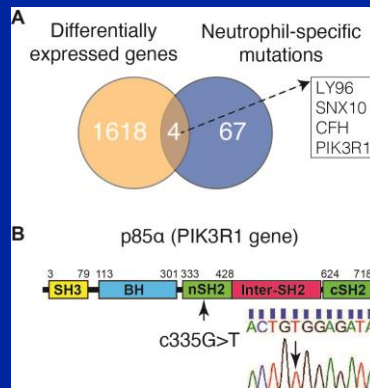 A
Differentially expressed genes
Neutrophil-specific mutations
1618
4
67
LY96
SNX10
CFH
PIK3R1
B
p85α (PIK3R1 gene)
3 79 113 301 333 428 624 718
SH3 BH nSH2 Inter-SH2 cSH2
c335G>T
ACTGTGGAGATA